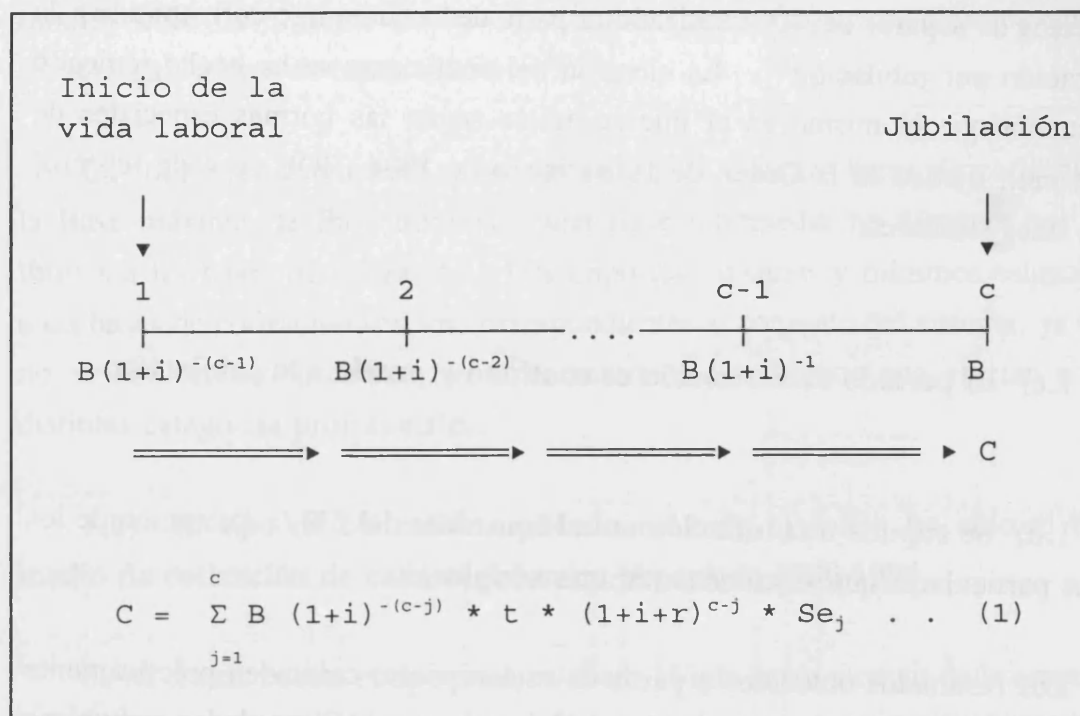 Inicio de la
vida laboral
Jubilación
1 2 c-1 c
....
B(1+i)^-(c-1) B(1+i)^-(c-2) B(1+i)^-1 B
C
C = Σ_{j=1}^{c} B (1+i)^-(c-j) * t * (1+i+r)^c-j * Se_j . . (1)